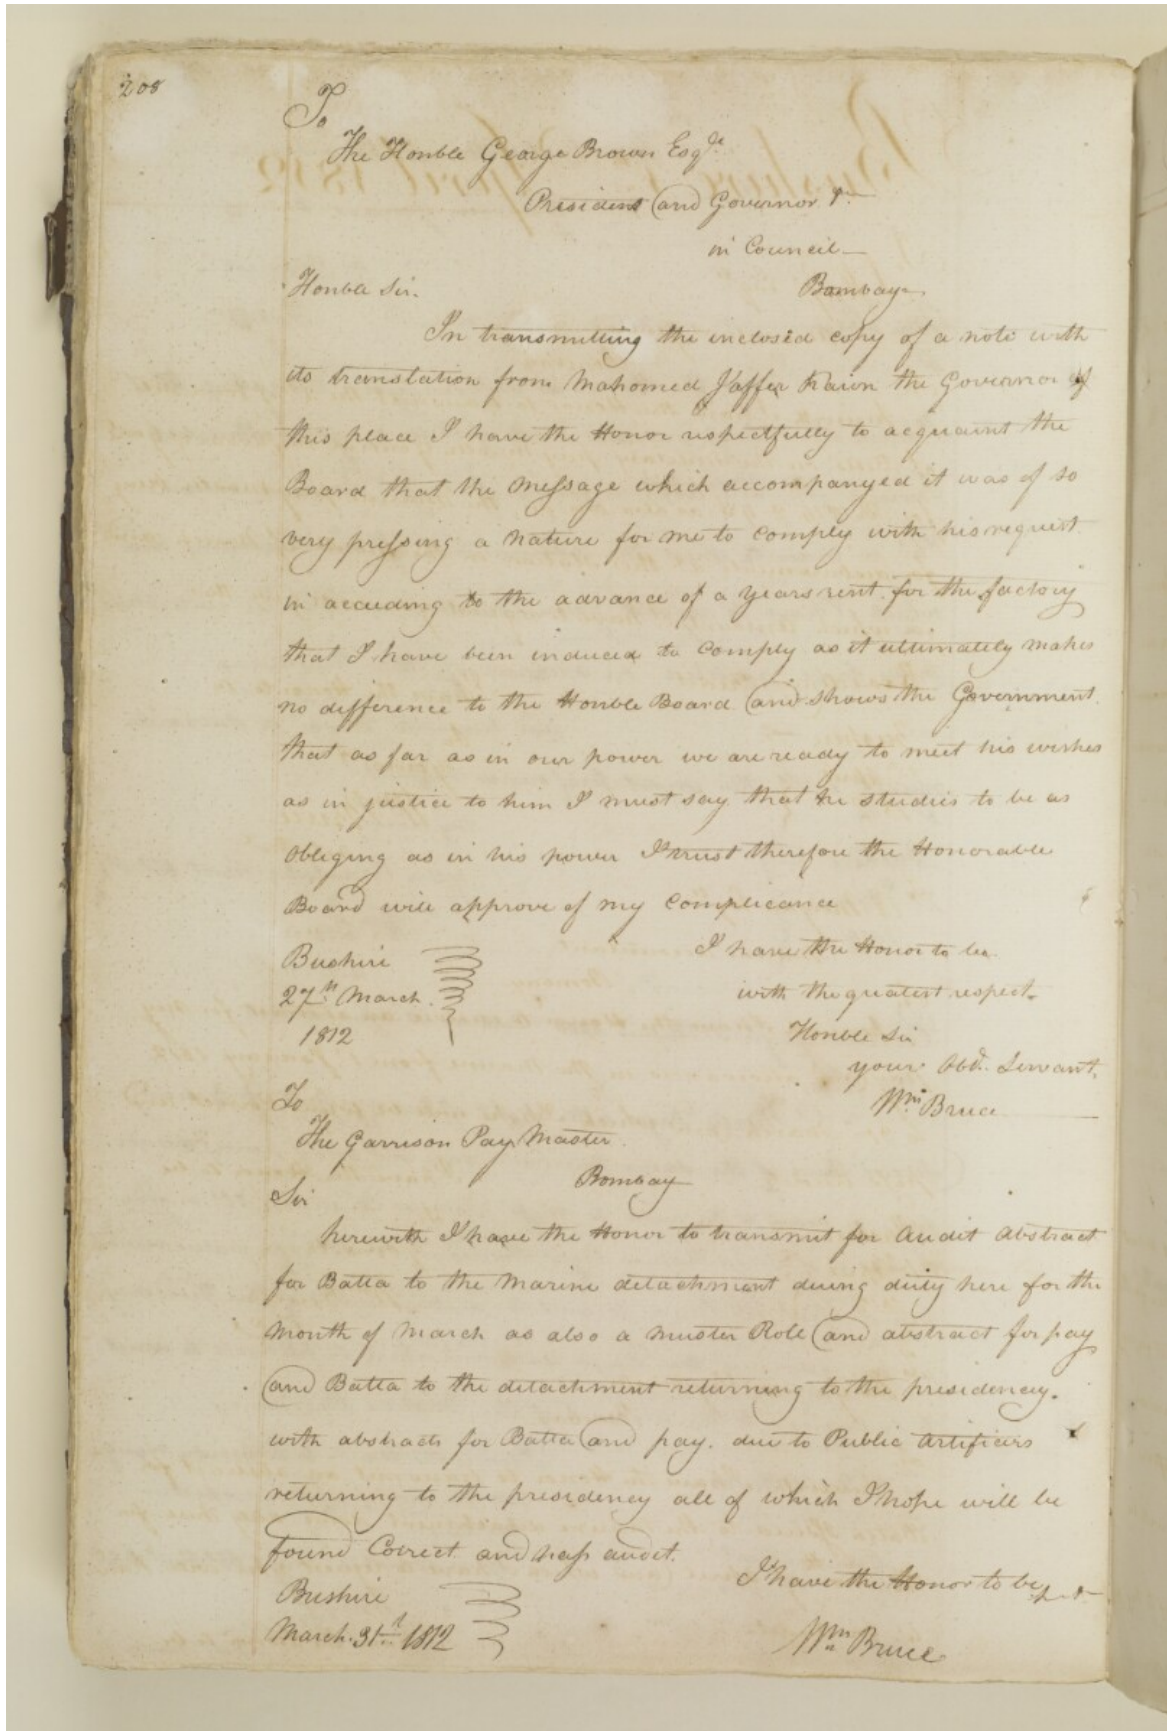 208
To
The Honble George Brown Esqre
President and Governor &c
in Council
Honble Sir.
Bombay
In transmitting the inclosed copy of a note with
its translation from Mahomed Jaffer the Governor of
this place I have the Honor respectfully to acquaint the
Board that the Message which accompanyed it was of so
very pressing a nature for me to comply with his request
in acceeding to the advance of a years rent for the factory
that I have been induced to comply as it ultimately makes
no difference to the Honble Board and shows the Government
that as far as in our power we are ready to meet his wishes
as in justice to him I must say that he studies to be as
obliging as in his power I trust therefore the Honorable
Board will approve of my compliance
I have the Honor to be
Bushire
27th March
1812
with the greatest respect
Honble Sir
your Obdt. Servant,
Wm Bruce
To
The Garrison Pay Master
Bombay
Sir
herewith I have the Honor to transmit for Audit abstract
for Batta to the Marine detachment duing duty here for the
Month of March as also a muster Role and abstract for pay
and Batta to the detachment returning to the presidency.
with abstracts for Batta and pay. due to Public Artificers
returning to the presidency all of which I hope will be
found Correct and pass audit.
I have the Honor to be
Bushire
March. 31st 1812
Wm Bruce